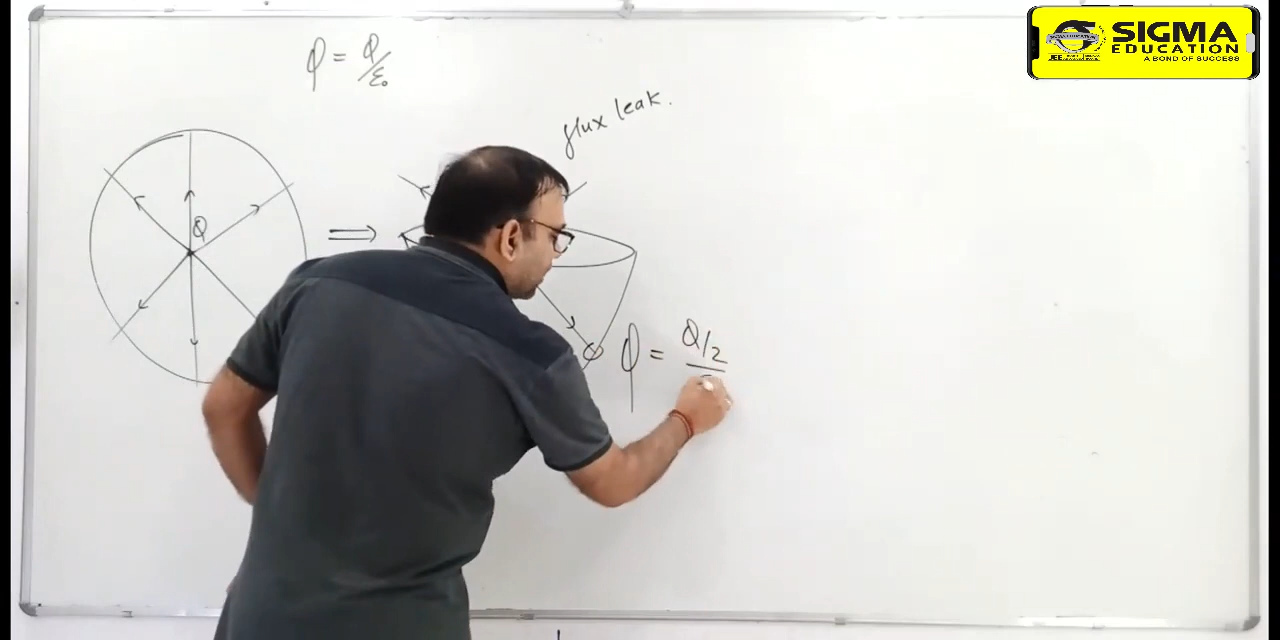 φ = Q/ε₀
flux leak.
Q
φ = Q/2
SIGMA
EDUCATION
A BOND OF SUCCESS